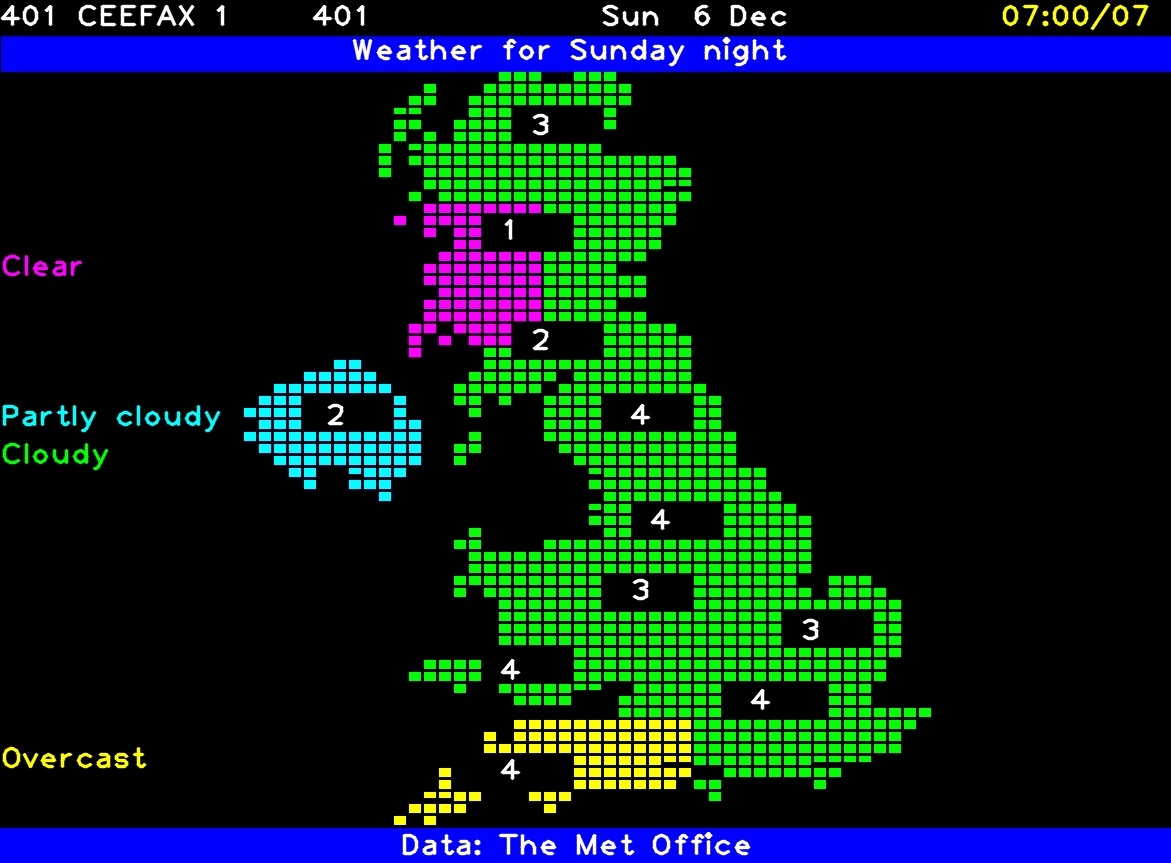 401 CEEFAX 1 401 Sun 6 Dec 07:00/07
Weather for Sunday night
3
1
Clear
2
Partly cloudy 2 4
Cloudy
4
3
3
4
4
Overcast
4
Data: The Met Office